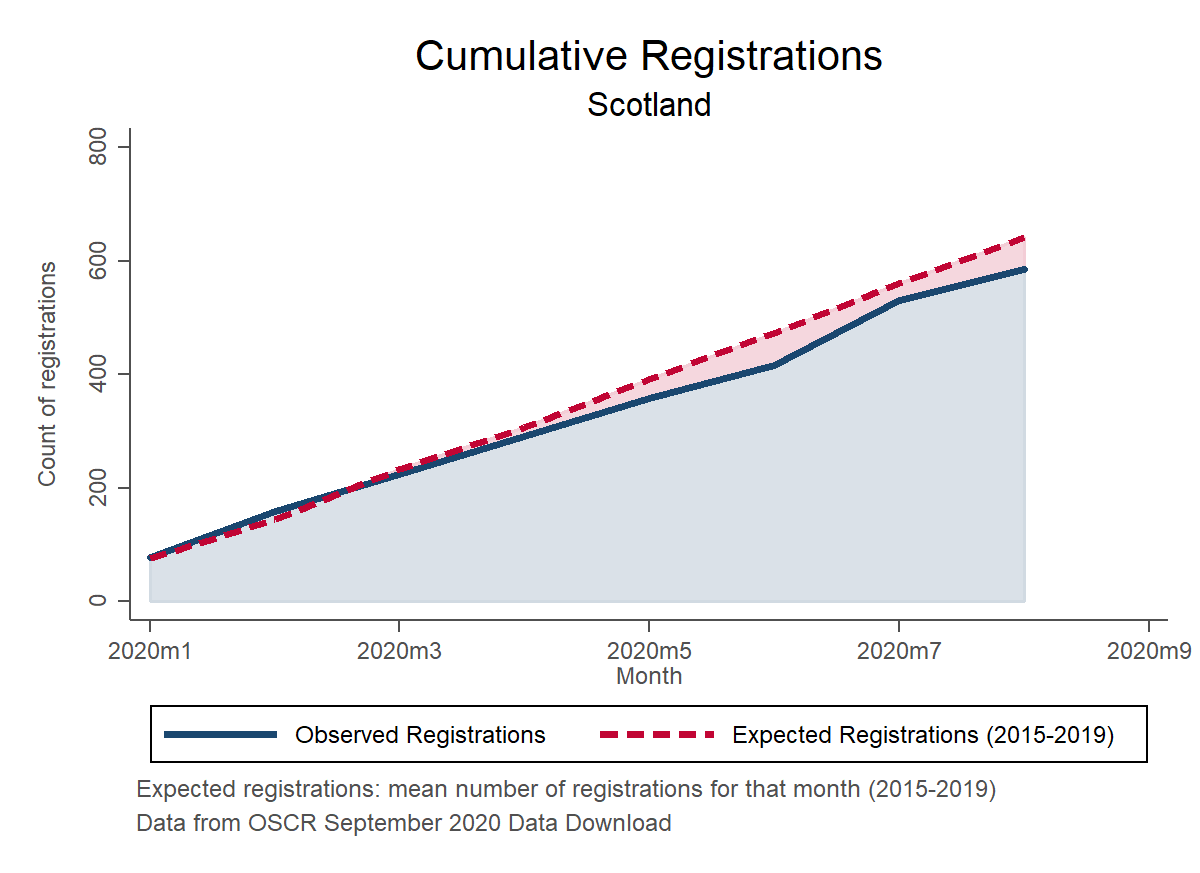 Cumulative Registrations
Scotland
Count of registrations
800
600
400
200
0
2020m1 2020m3 2020m5 2020m7 2020m9
Month
Observed Registrations Expected Registrations (2015-2019)
Expected registrations: mean number of registrations for that month (2015-2019)
Data from OSCR September 2020 Data Download